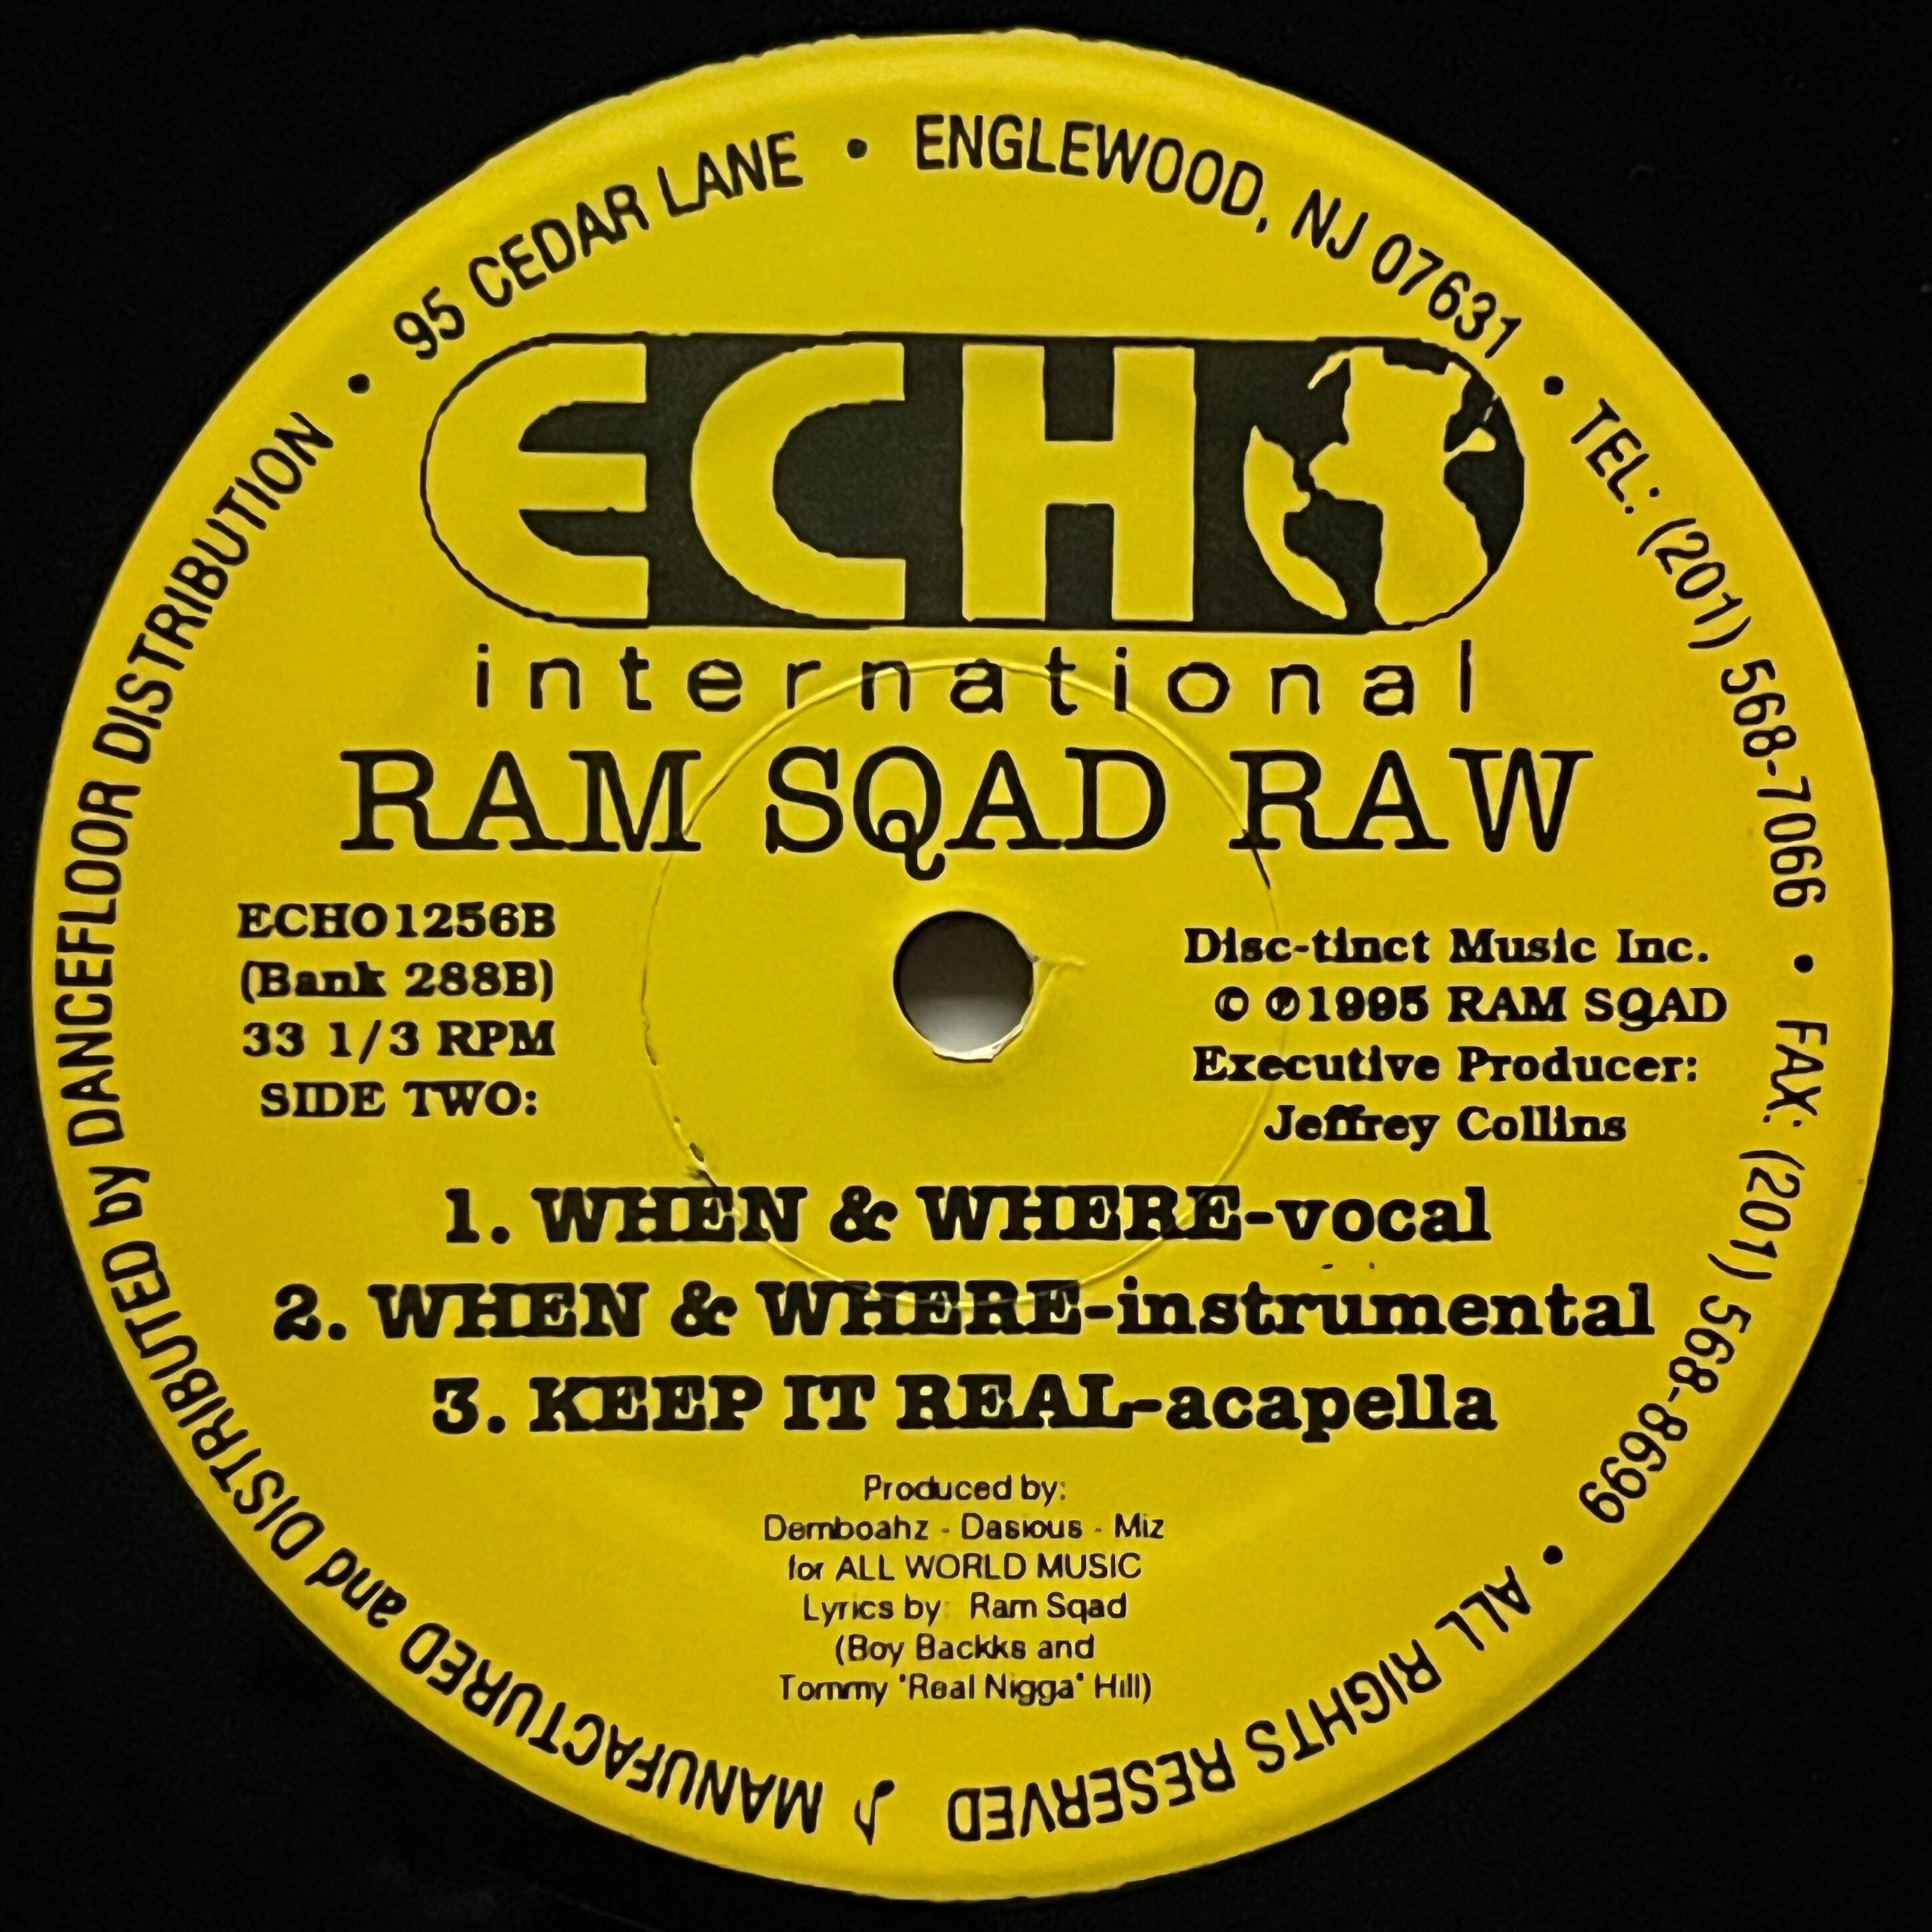 MANUFACTURED and DISTRIBUTED by DANCEFLOOR DISTRIBUTION • 95 CEDAR LANE • ENGLEWOOD, NJ 07631 • TEL: (201) 568-7066 • FAX: (201) 568-8699 • ALL RIGHTS RESERVED ♪
ECHO
international
RAM SQAD RAW
ECHO1256B
(Bank 288B)
33 1/3 RPM
SIDE TWO:
Disc-tinct Music Inc.
© ℗1995 RAM SQAD
Executive Producer:
Jeffrey Collins
1. WHEN & WHERE-vocal
2. WHEN & WHERE-instrumental
3. KEEP IT REAL-acapella
Produced by:
Demboahz - Dasious - Miz
for ALL WORLD MUSIC
Lyrics by: Ram Sqad
(Boy Backks and
Tommy "Real Nigga" Hill)